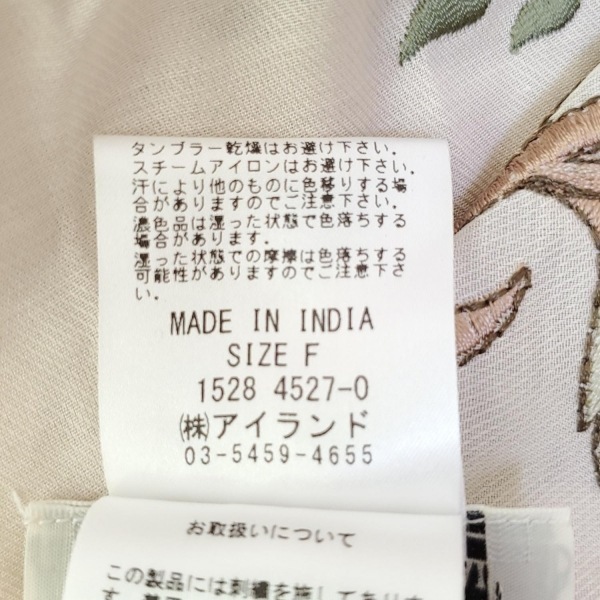 タンブラー乾燥はお避け下さい。
スチームアイロンはお避け下さい。
汗により他のものに色移りする場
合がありますのでご注意下さい。
濃色品は湿った状態で色落ちする
場合があります。
湿った状態での摩擦は色落ちする
可能性がありますのでご注意下さ
い。
MADE IN INDIA
SIZE F
1528 4527-0
㈱アイランド
03-5459-4655
お取扱いについて
この製品には刺繍を施してありま